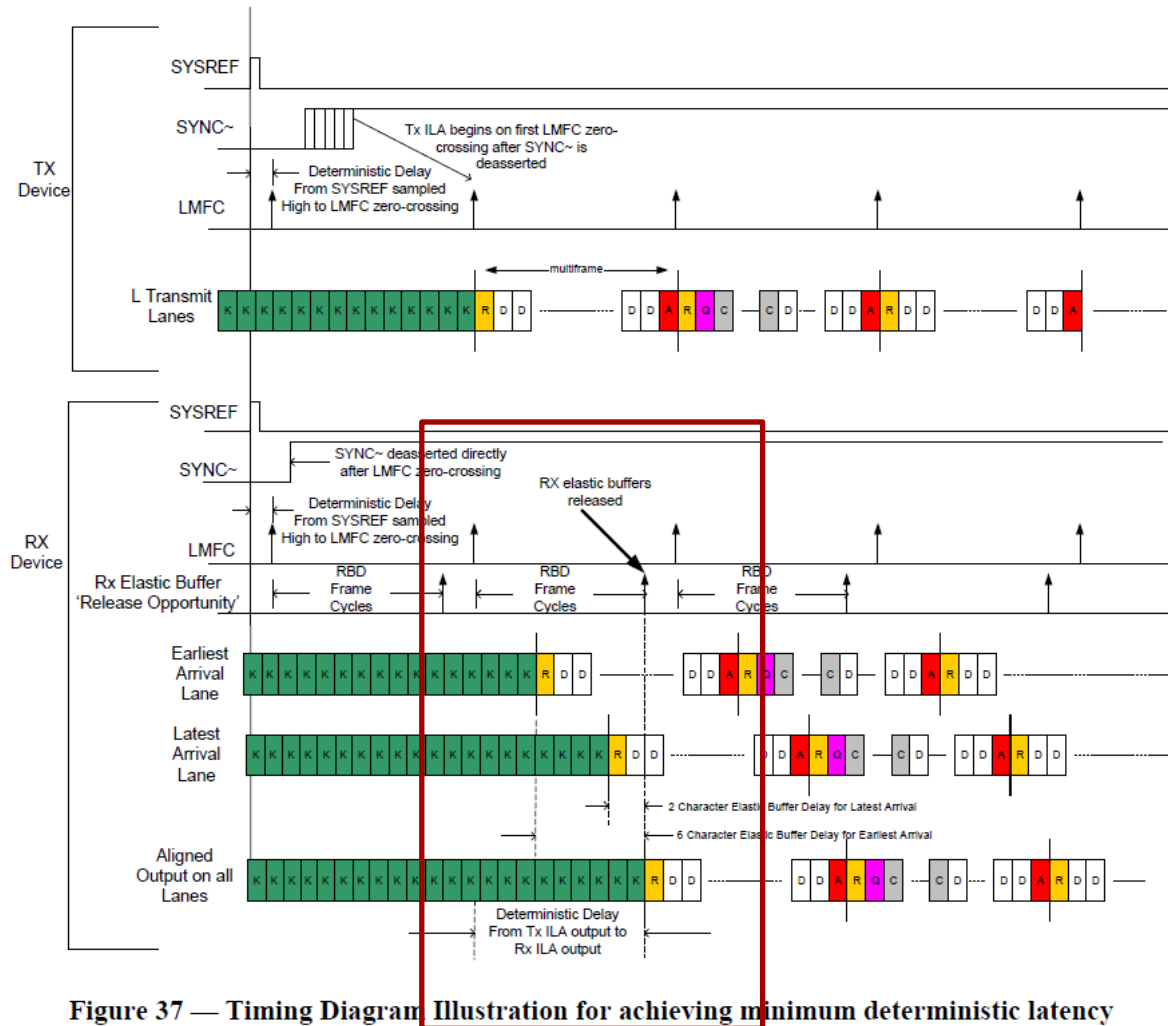 SYSREF
SYNC~
Tx ILA begins on first LMFC zero-
crossing after SYNC~ is
deasserted
TX
Device
Deterministic Delay
From SYSREF sampled
High to LMFC zero-crossing
LMFC
multiframe
L Transmit
Lanes
K K K K K K K K K K K K K K R D D D D A R Q C C D D D A R D D D D A
SYSREF
SYNC~
SYNC~ deasserted directly
after LMFC zero-crossing
RX elastic buffers
released
RX
Device
Deterministic Delay
From SYSREF sampled
High to LMFC zero-crossing
LMFC
Rx Elastic Buffer
'Release Opportunity'
RBD
Frame
Cycles
RBD
Frame
Cycles
RBD
Frame
Cycles
Earliest
Arrival
Lane
K K K K K K K K K K K K K K K K R D D D D A R Q C C D D D A R D D
Latest
Arrival
Lane
K K K K K K K K K K K K K K K K K K K K R D D D D A R Q C C D D D A R D D
2 Character Elastic Buffer Delay for Latest Arrival
6 Character Elastic Buffer Delay for Earliest Arrival
Aligned
Output on all
Lanes
K K K K K K K K K K K K K K K K K K K K K K R D D D D A R Q C C D D D A R D D
Deterministic Delay
From Tx ILA output to
Rx ILA output
Figure 37 — Timing Diagram Illustration for achieving minimum deterministic latency